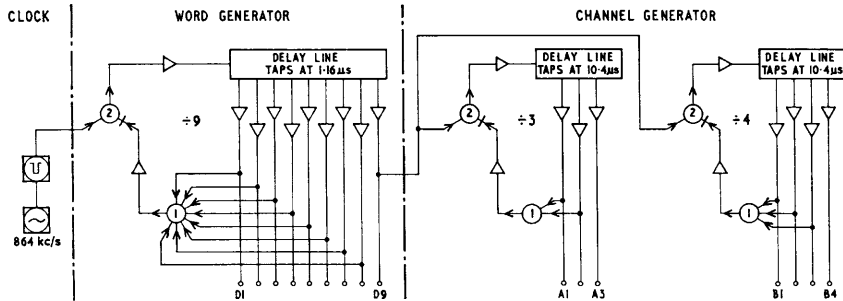 CLOCK
WORD GENERATOR
CHANNEL GENERATOR
DELAY LINE
TAPS AT 1·16μs
DELAY LINE
TAPS AT 10·4μs
DELAY LINE
TAPS AT 10·4μs
2
÷9
2
÷3
2
÷4
1
1
1
864 kc/s
D1
D9
A1
A3
B1
B4